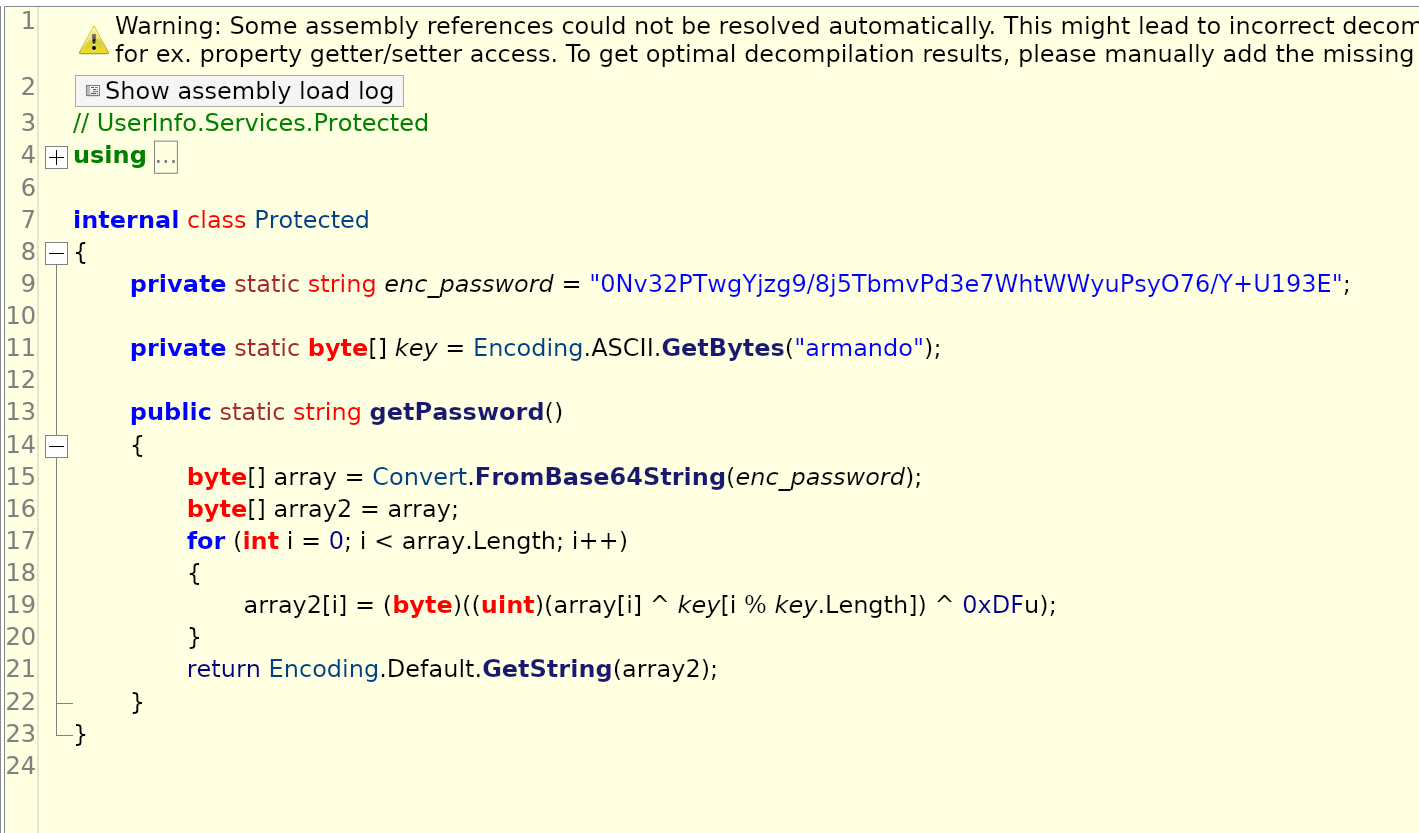 1 Warning: Some assembly references could not be resolved automatically. This might lead to incorrect decom
for ex. property getter/setter access. To get optimal decompilation results, please manually add the missing
2 Show assembly load log
3 // UserInfo.Services.Protected
4 using ...
6
7 internal class Protected
8 {
9 private static string enc_password = "0Nv32PTwgYjzg9/8j5TbmvPd3e7WhtWWyuPsyO76/Y+U193E";
10
11 private static byte[] key = Encoding.ASCII.GetBytes("armando");
12
13 public static string getPassword()
14 {
15 byte[] array = Convert.FromBase64String(enc_password);
16 byte[] array2 = array;
17 for (int i = 0; i < array.Length; i++)
18 {
19 array2[i] = (byte)((uint)(array[i] ^ key[i % key.Length]) ^ 0xDFu);
20 }
21 return Encoding.Default.GetString(array2);
22 }
23 }
24